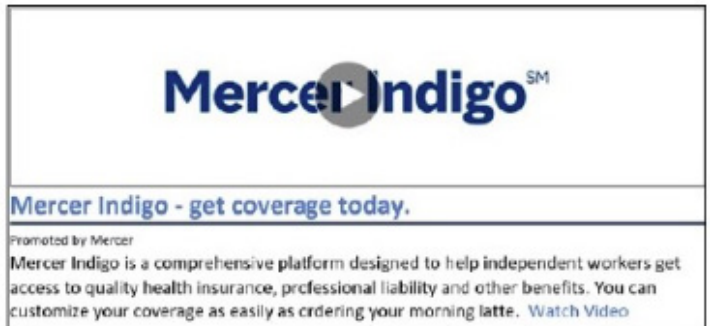 Mercer Indigo℠
Mercer Indigo - get coverage today.
Promoted by Mercer
Mercer Indigo is a comprehensive platform designed to help independent workers get
access to quality health insurance, professional liability and other benefits. You can
customize your coverage as easily as ordering your morning latte. Watch Video